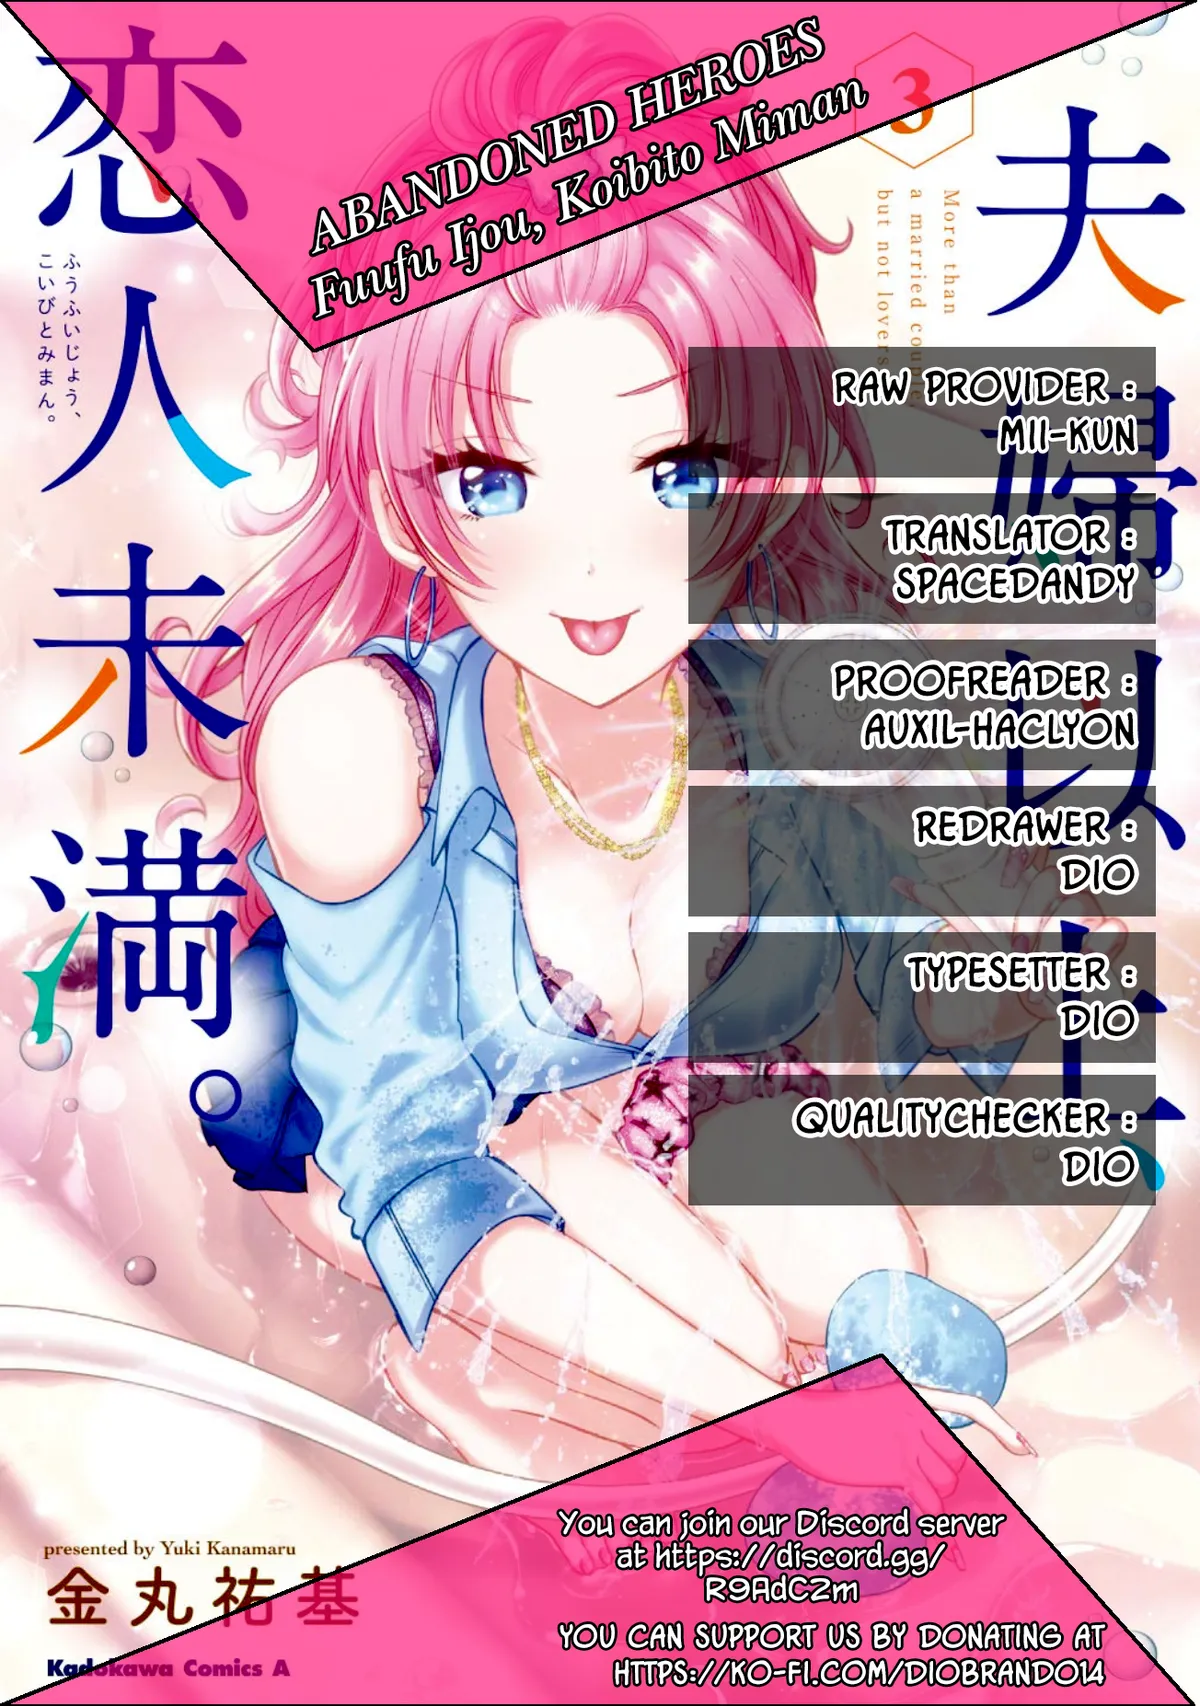 ABANDONED HEROES
Fuufu Ijou, Koibito Miman
3
More than
a married couple
but not lovers
夫婦以上、
恋人未満。
ふうふいじょう、
こいびとみまん。
RAW PROVIDER :
MII-KUN
TRANSLATOR :
SPACEDANDY
PROOFREADER :
AUXIL-HACLYON
REDRAWER :
DIO
TYPESETTER :
DIO
QUALITYCHECKER :
DIO
presented by Yuki Kanamaru
金丸祐基
Kadokawa Comics A
You can join our Discord server
at https://discord.gg/
R9AdCZm
YOU CAN SUPPORT US BY DONATING AT
HTTPS://KO-FI.COM/DIOBRANDO14